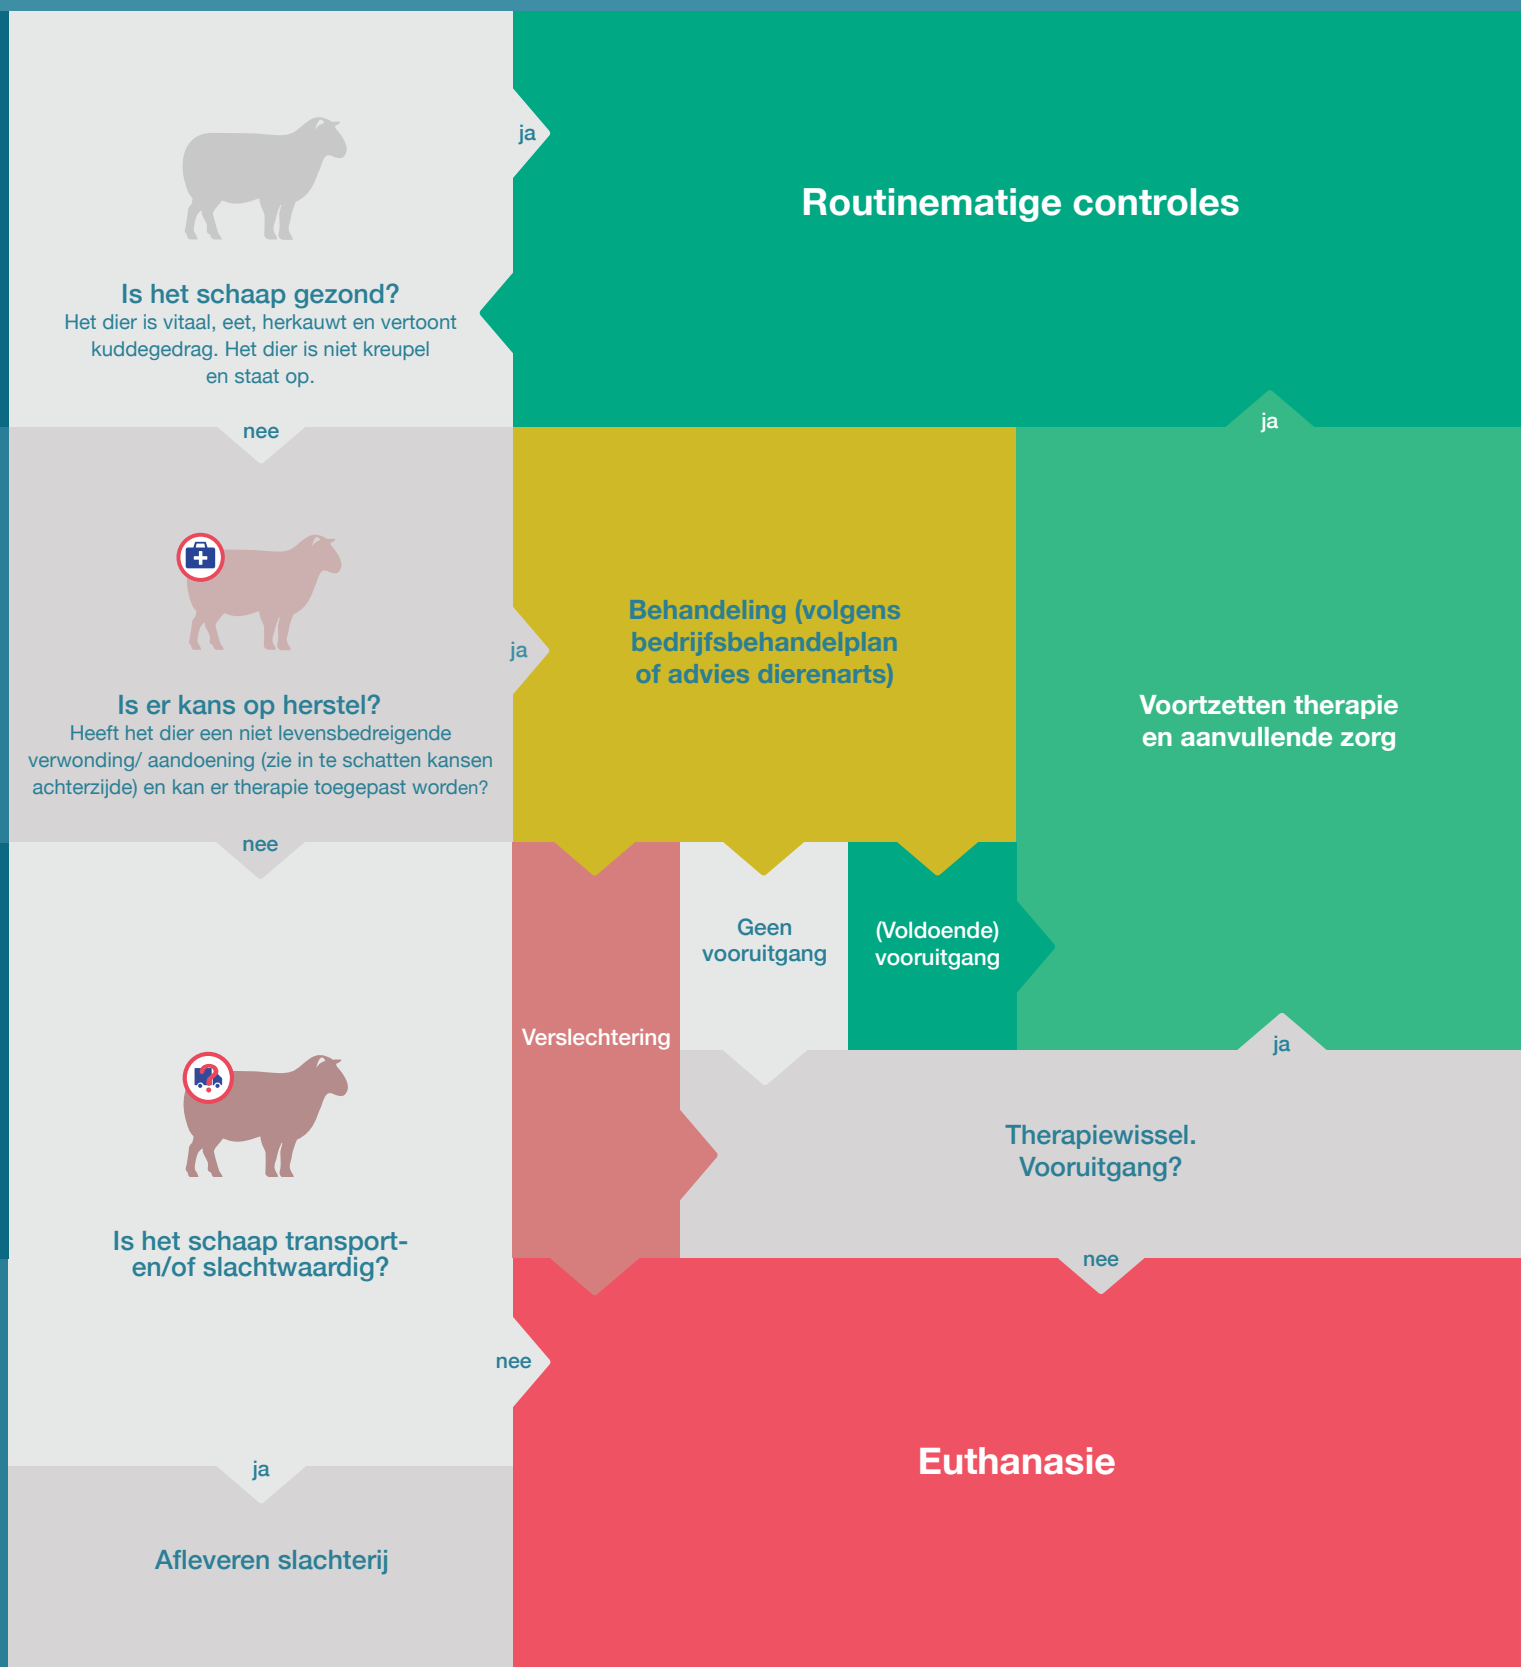 ja
Routinematige controles
Is het schaap gezond?
Het dier is vitaal, eet, herkauwt en vertoont
kuddegedrag. Het dier is niet kreupel
en staat op.
nee
ja
Behandeling (volgens
bedrijfsbehandelplan
of advies dierenarts)
ja
Is er kans op herstel?
Heeft het dier een niet levensbedreigende
verwonding/ aandoening (zie in te schatten kansen
achterzijde) en kan er therapie toegepast worden?
Voortzetten therapie
en aanvullende zorg
nee
Geen
vooruitgang
(Voldoende)
vooruitgang
Verslechtering
ja
?
Therapiewissel.
Vooruitgang?
Is het schaap transport-
en/of slachtwaardig?
nee
nee
Euthanasie
ja
Afleveren slachterij